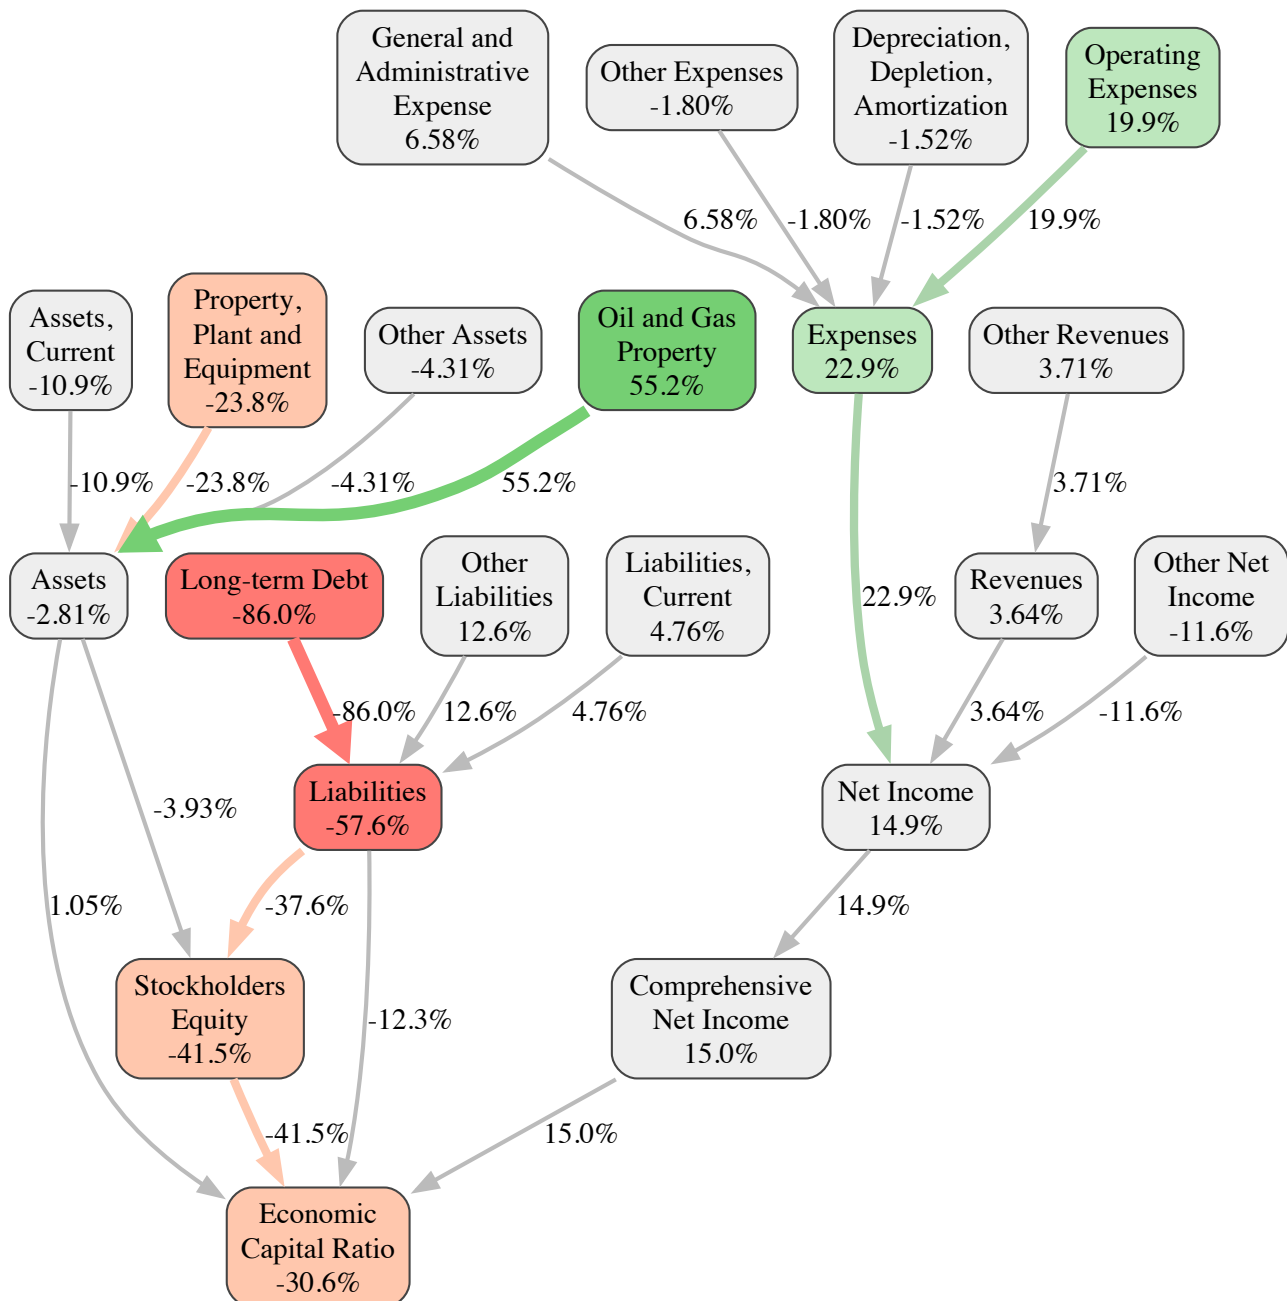 General and
Administrative
Expense
6.58%
Other Expenses
-1.80%
Depreciation,
Depletion,
Amortization
-1.52%
Operating
Expenses
19.9%
6.58%
-1.80%
-1.52%
19.9%
Assets,
Current
-10.9%
Property,
Plant and
Equipment
-23.8%
Other Assets
-4.31%
Oil and Gas
Property
55.2%
Expenses
22.9%
Other Revenues
3.71%
-10.9%
-23.8%
-4.31%
55.2%
3.71%
Assets
-2.81%
Long-term Debt
-86.0%
Other
Liabilities
12.6%
Liabilities,
Current
4.76%
22.9%
Revenues
3.64%
Other Net
Income
-11.6%
-86.0%
12.6%
4.76%
3.64%
-11.6%
-3.93%
Liabilities
-57.6%
Net Income
14.9%
1.05%
-37.6%
14.9%
Stockholders
Equity
-41.5%
-12.3%
Comprehensive
Net Income
15.0%
-41.5%
15.0%
Economic
Capital Ratio
-30.6%